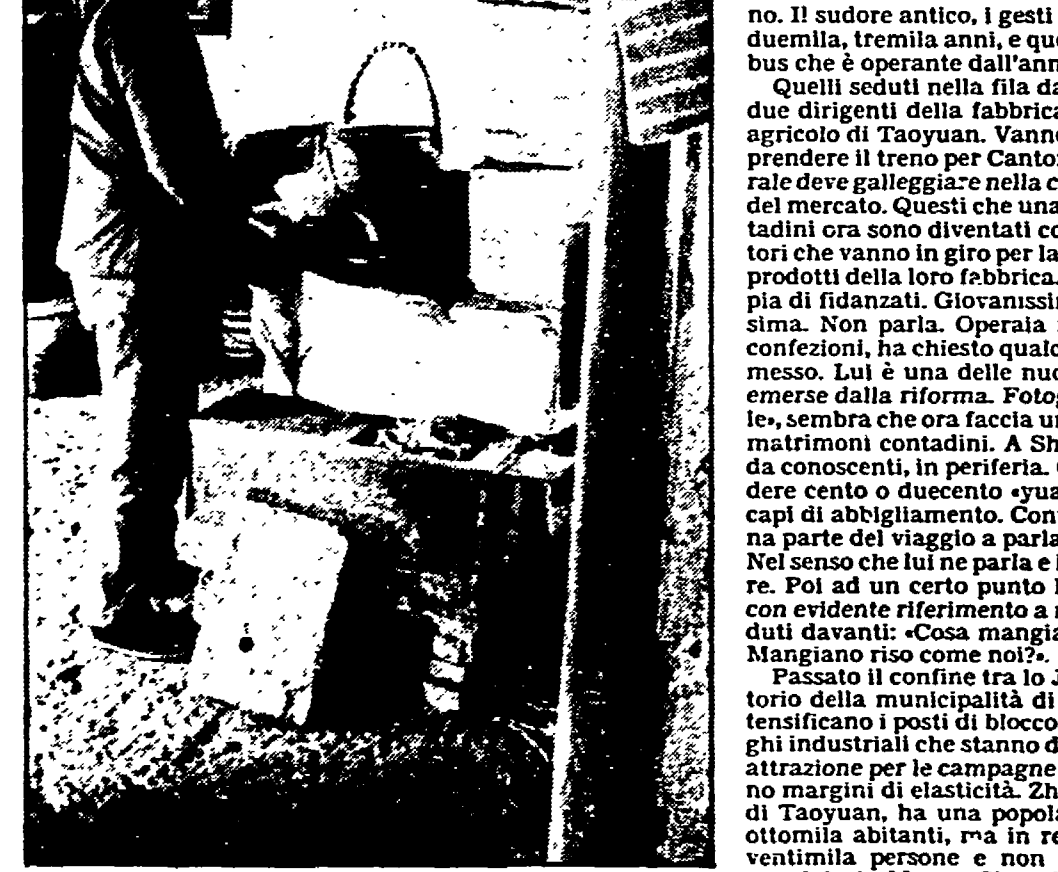 no. Il sudore antico, i gesti
duemila, tremila anni, e que
bus che è operante dall'ann
Quelli seduti nella fila da
due dirigenti della fabbrica
agricolo di Taoyuan. Vanno
prendere il treno per Canto
rale deve galleggiare nella c
del mercato. Questi che una
tadini ora sono diventati co
tori che vanno in giro per la
prodotti della loro fabbrica.
pia di fidanzati. Giovanissi
sima. Non parla. Operaia
confezioni, ha chiesto qualc
messo. Lui è una delle nuo
emerse dalla riforma. Foto
le», sembra che ora faccia un
matrimoni contadini. A Sh
da conoscenti, in periferia.
dere cento o duecento «yua
capi di abbigliamento. Con
na parte del viaggio a parla
Nel senso che lui ne parla e
re. Poi ad un certo punto
con evidente riferimento a
duti davanti: «Cosa mangia
Mangiano riso come noi?».
Passato il confine tra lo J
torio della municipalità di
tensificano i posti di blocco
ghi industriali che stanno d
attrazione per le campagne
no margini di elasticità. Zh
di Taoyuan, ha una popola
ottomila abitanti, ma in re
ventimila persone e non